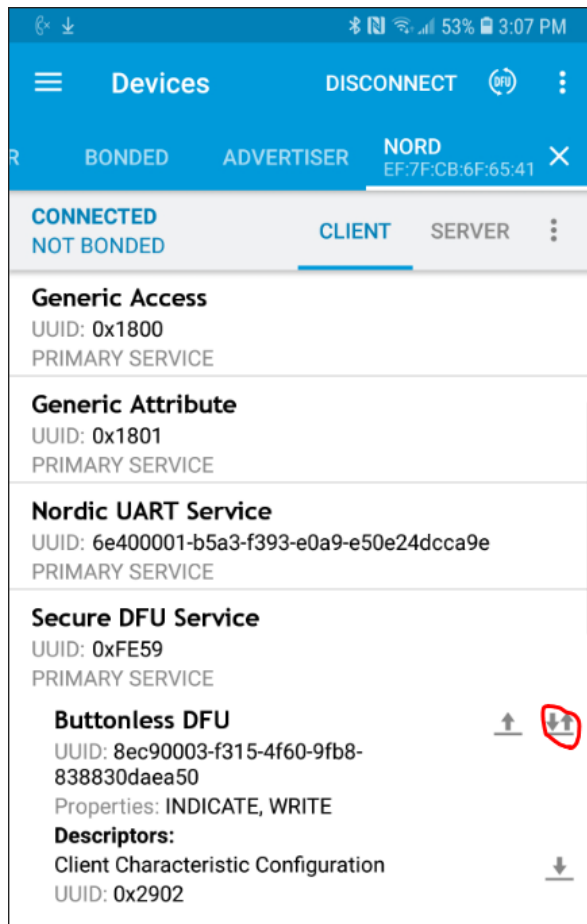 53% 3:07 PM
Devices DISCONNECT DFU
R BONDED ADVERTISER NORD
EF:7F:CB:6F:65:41
CONNECTED
NOT BONDED
CLIENT SERVER
Generic Access
UUID: 0x1800
PRIMARY SERVICE
Generic Attribute
UUID: 0x1801
PRIMARY SERVICE
Nordic UART Service
UUID: 6e400001-b5a3-f393-e0a9-e50e24dcca9e
PRIMARY SERVICE
Secure DFU Service
UUID: 0xFE59
PRIMARY SERVICE
Buttonless DFU
UUID: 8ec90003-f315-4f60-9fb8-
838830daea50
Properties: INDICATE, WRITE
Descriptors:
Client Characteristic Configuration
UUID: 0x2902